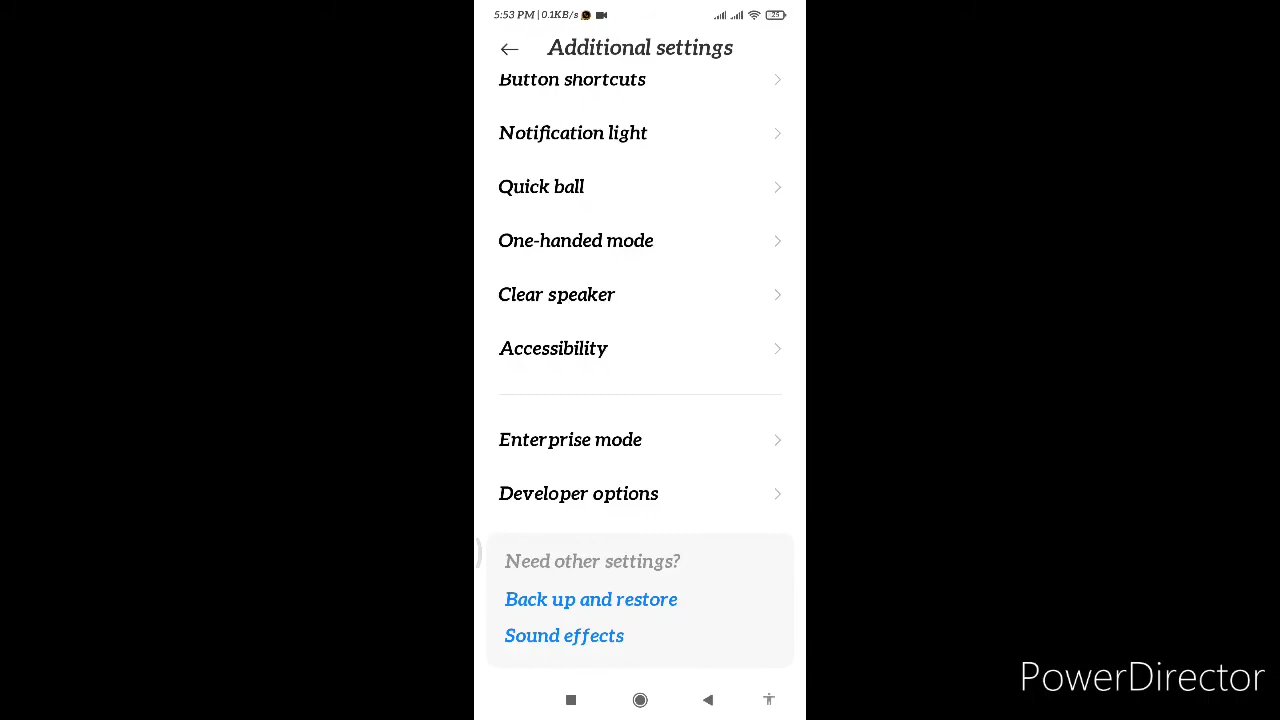 5:53 PM | 0.1KB/s
25
Additional settings
Button shortcuts
Notification light
Quick ball
One-handed mode
Clear speaker
Accessibility
Enterprise mode
Developer options
Need other settings?
Back up and restore
Sound effects
PowerDirector